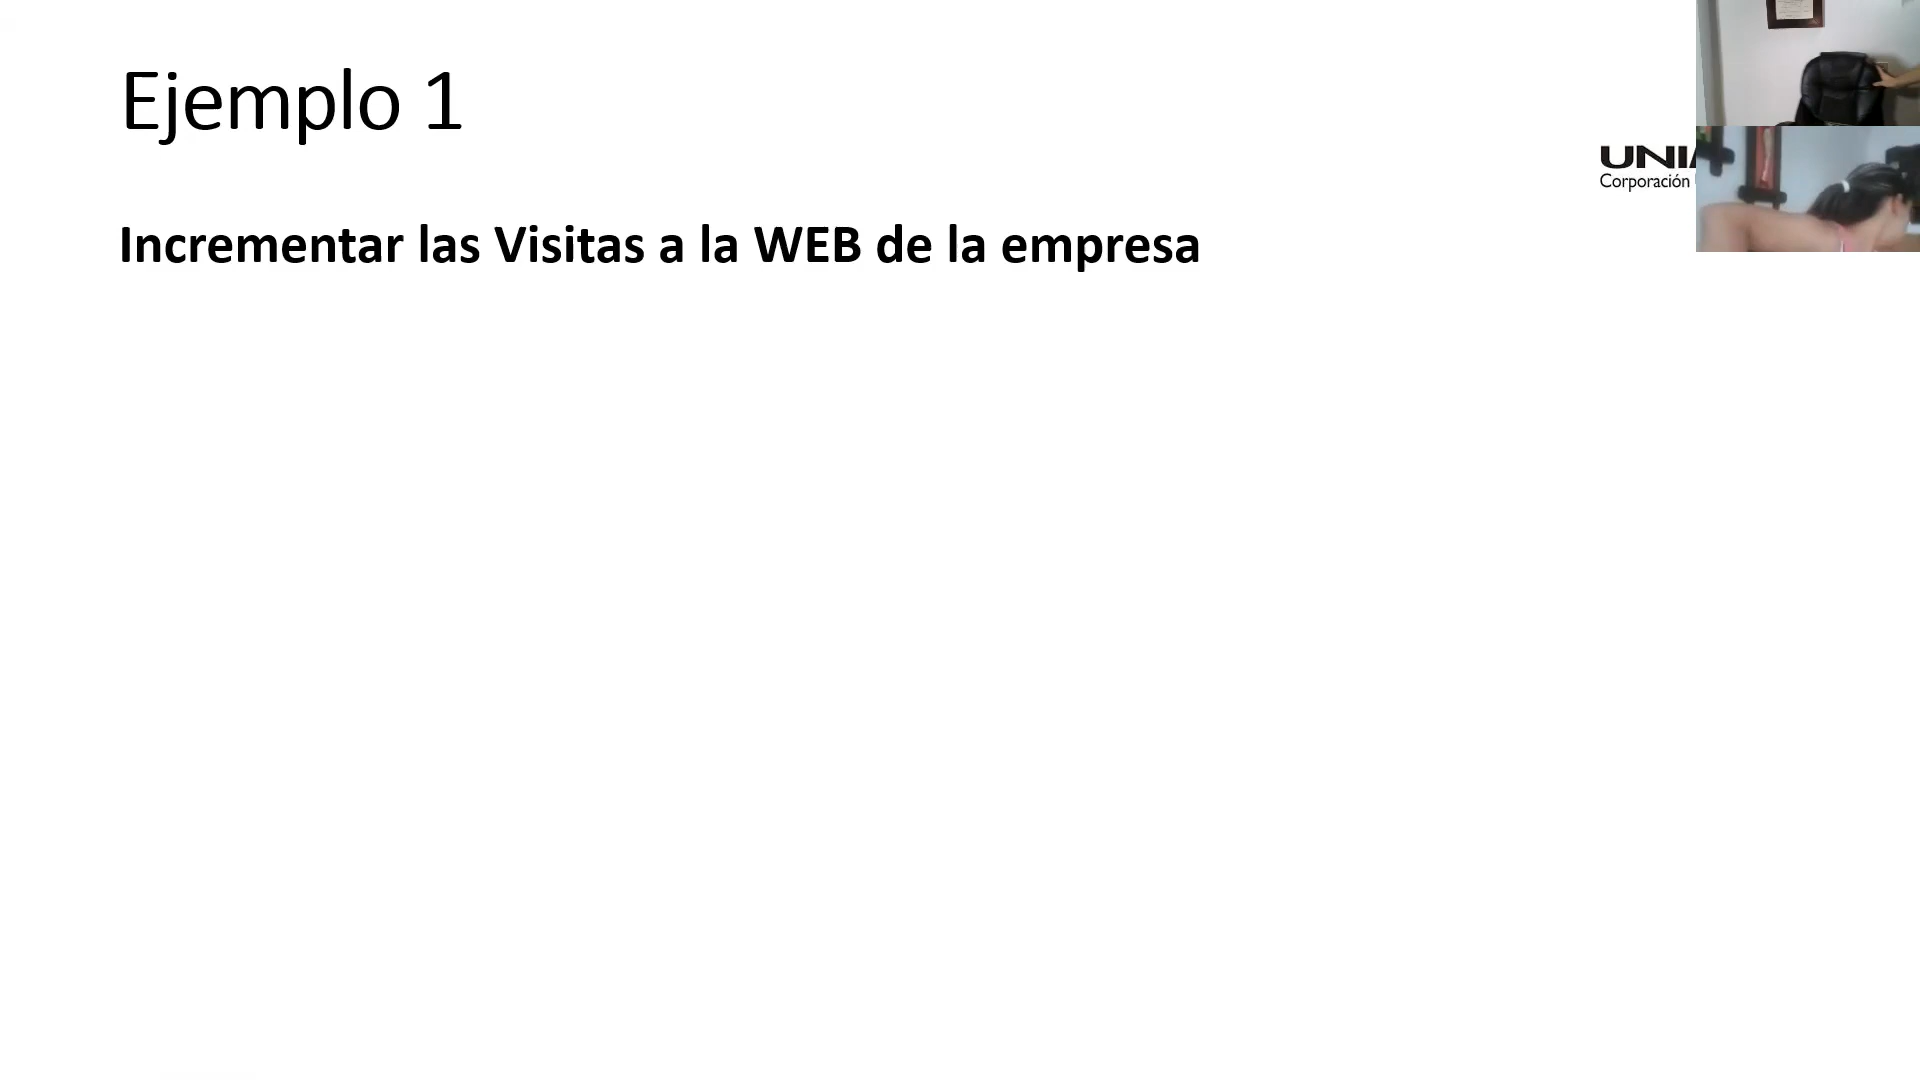 Ejemplo 1
UNI
Corporación
Incrementar las Visitas a la WEB de la empresa